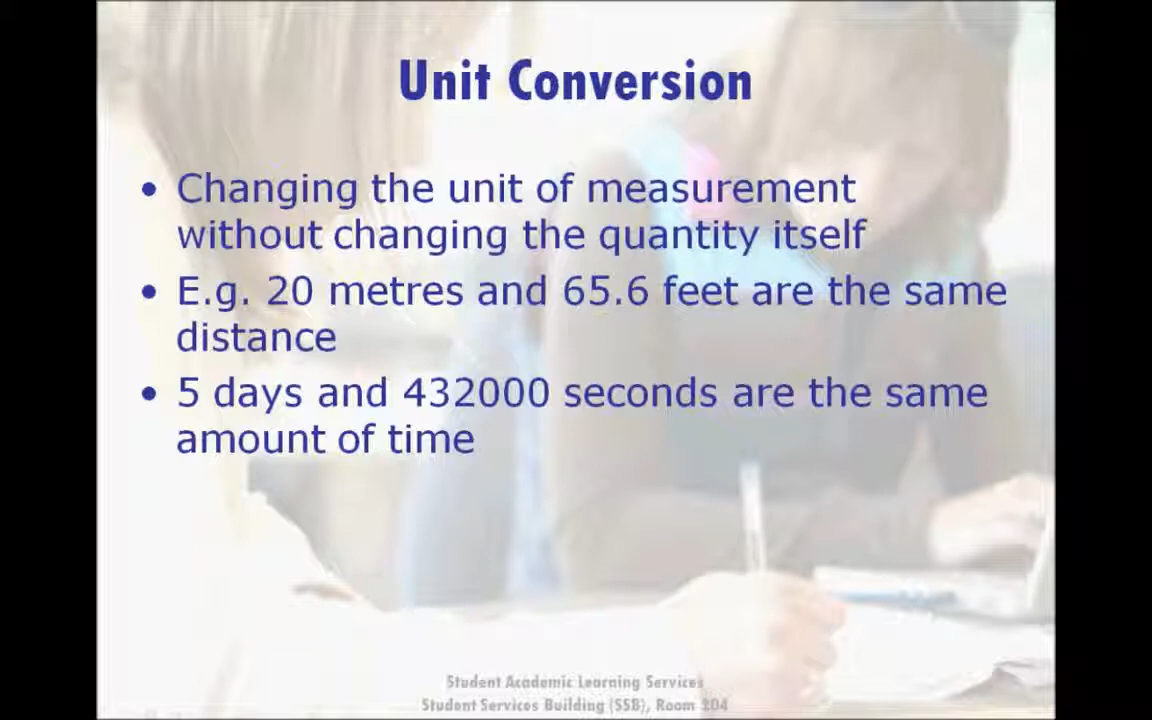 Unit Conversion
• Changing the unit of measurement
without changing the quantity itself
• E.g. 20 metres and 65.6 feet are the same
distance
• 5 days and 432000 seconds are the same
amount of time
Student Academic Learning Services
Student Services Building (SSB), Room 204